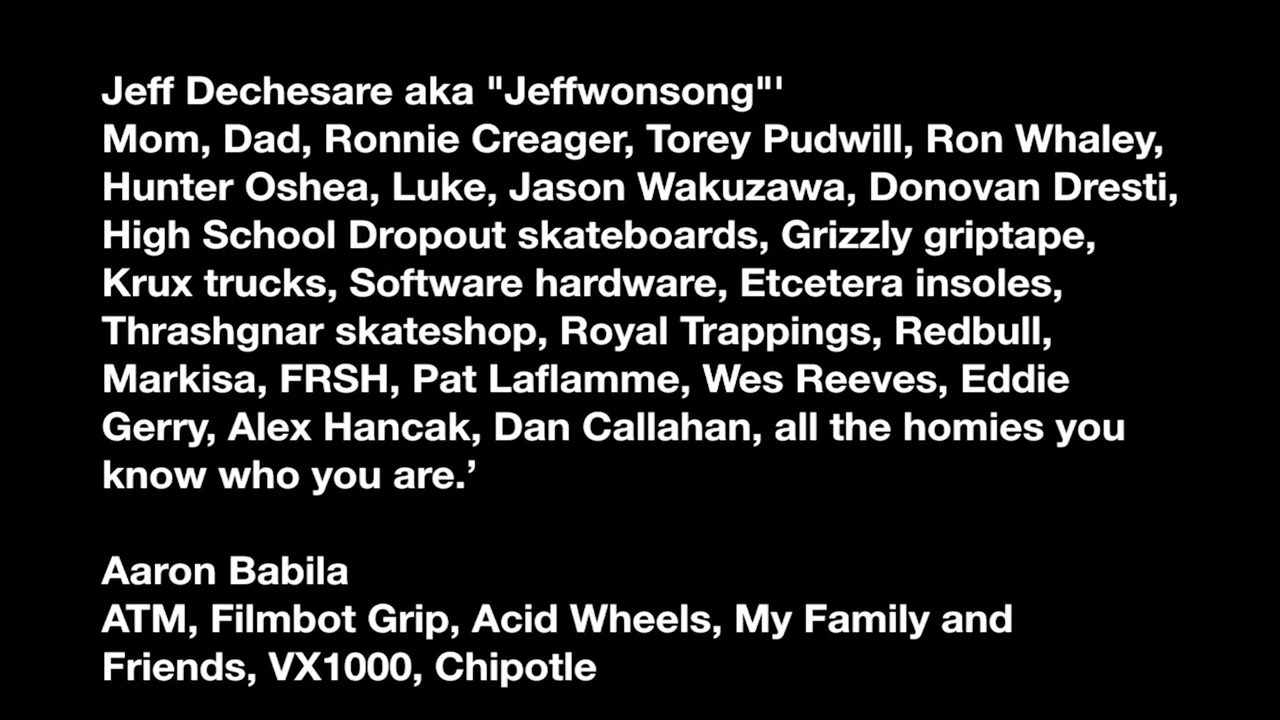 Jeff Dechesare aka "Jeffwonsong"'
Mom, Dad, Ronnie Creager, Torey Pudwill, Ron Whaley,
Hunter Oshea, Luke, Jason Wakuzawa, Donovan Dresti,
High School Dropout skateboards, Grizzly griptape,
Krux trucks, Software hardware, Etcetera insoles,
Thrashgnar skateshop, Royal Trappings, Redbull,
Markisa, FRSH, Pat Laflamme, Wes Reeves, Eddie
Gerry, Alex Hancak, Dan Callahan, all the homies you
know who you are.’
Aaron Babila
ATM, Filmbot Grip, Acid Wheels, My Family and
Friends, VX1000, Chipotle